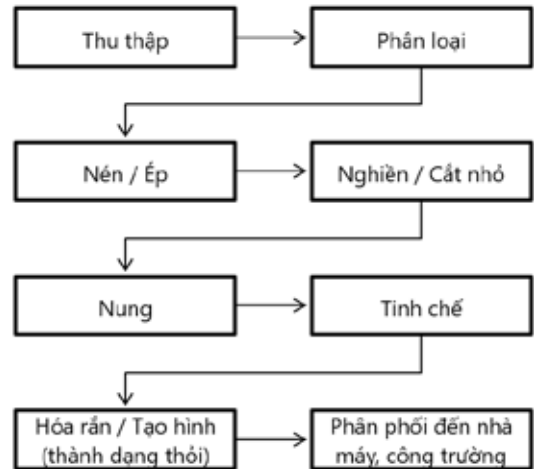 Thu thập
Phân loại
Nén / Ép
Nghiền / Cắt nhỏ
Nung
Tinh chế
Hóa rắn / Tạo hình
(thành dạng thỏi)
Phân phối đến nhà
máy, công trường